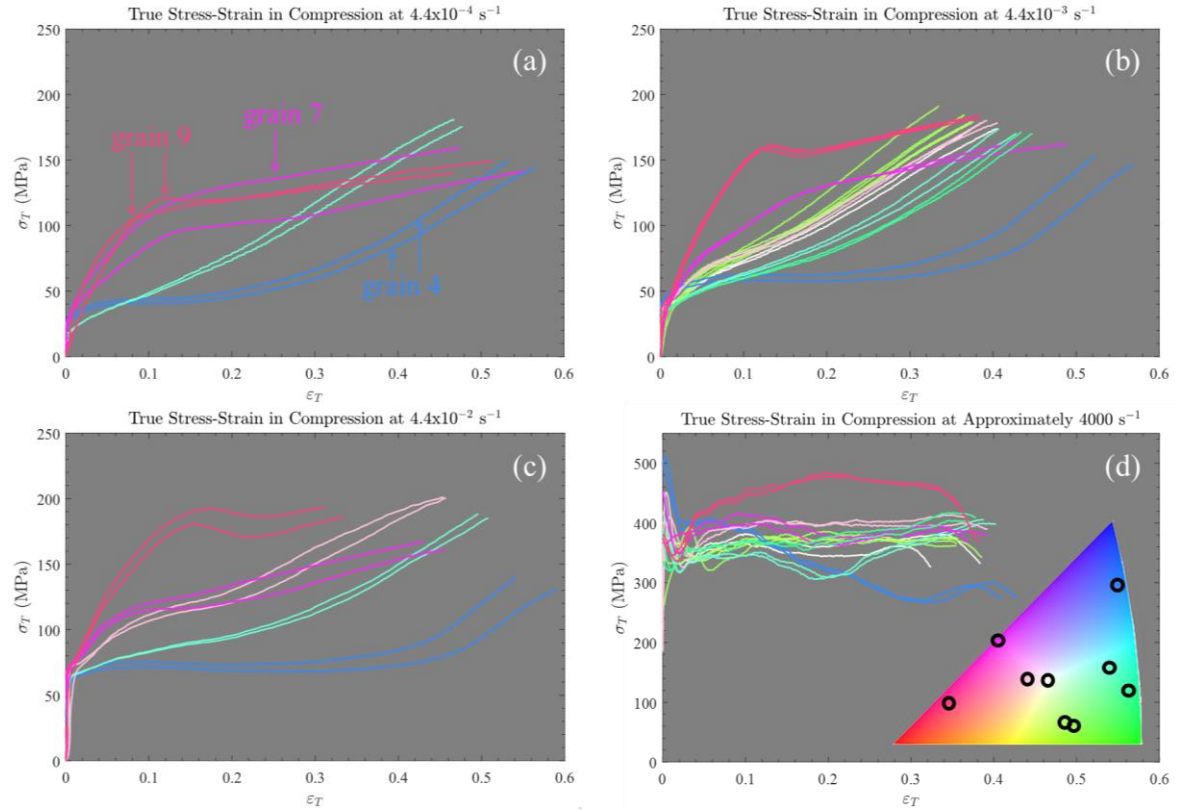 True Stress-Strain in Compression at 4.4x10⁻⁴ s⁻¹
250
200
150
100
50
0
σ_T (MPa)
(a)
grain 7
grain 9
grain 4
0 0.1 0.2 0.3 0.4 0.5 0.6
ε_T
True Stress-Strain in Compression at 4.4x10⁻³ s⁻¹
250
200
150
100
50
0
σ_T (MPa)
(b)
0 0.1 0.2 0.3 0.4 0.5 0.6
ε_T
True Stress-Strain in Compression at 4.4x10⁻² s⁻¹
250
200
150
100
50
0
σ_T (MPa)
(c)
0 0.1 0.2 0.3 0.4 0.5 0.6
ε_T
True Stress-Strain in Compression at Approximately 4000 s⁻¹
500
400
300
200
100
0
σ_T (MPa)
(d)
0 0.1 0.2 0.3 0.4 0.5 0.6
ε_T